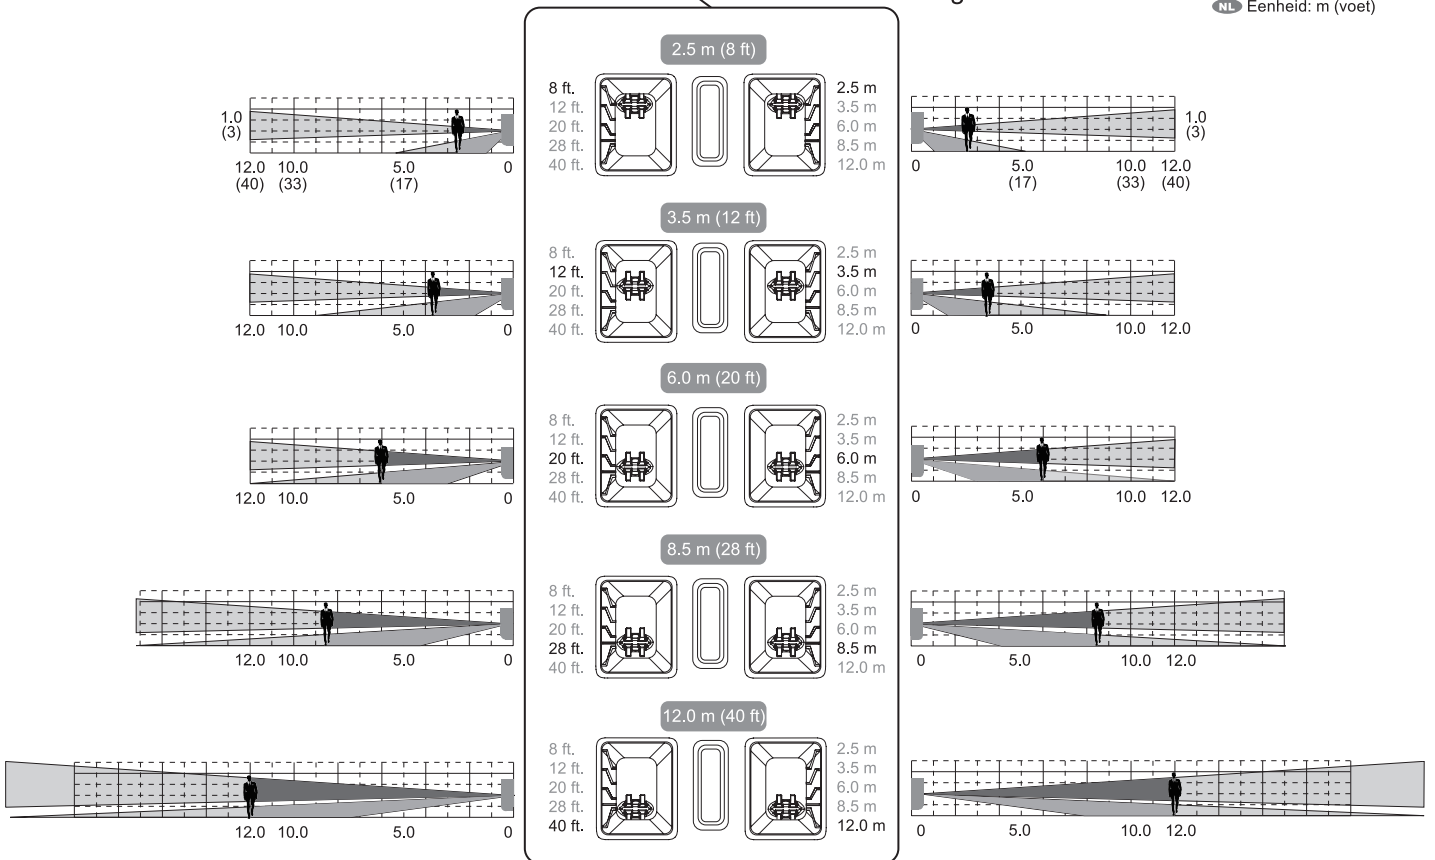 NL Eenheid: m (voet)
2.5 m (8 ft)
8 ft.
12 ft.
20 ft.
28 ft.
40 ft.
2.5 m
3.5 m
6.0 m
8.5 m
12.0 m
1.0
(3)
12.0 10.0 5.0 0
(40) (33) (17)
1.0
(3)
0 5.0 10.0 12.0
(17) (33) (40)
3.5 m (12 ft)
8 ft.
12 ft.
20 ft.
28 ft.
40 ft.
2.5 m
3.5 m
6.0 m
8.5 m
12.0 m
12.0 10.0 5.0 0
0 5.0 10.0 12.0
6.0 m (20 ft)
8 ft.
12 ft.
20 ft.
28 ft.
40 ft.
2.5 m
3.5 m
6.0 m
8.5 m
12.0 m
12.0 10.0 5.0 0
0 5.0 10.0 12.0
8.5 m (28 ft)
8 ft.
12 ft.
20 ft.
28 ft.
40 ft.
2.5 m
3.5 m
6.0 m
8.5 m
12.0 m
12.0 10.0 5.0 0
0 5.0 10.0 12.0
12.0 m (40 ft)
8 ft.
12 ft.
20 ft.
28 ft.
40 ft.
2.5 m
3.5 m
6.0 m
8.5 m
12.0 m
12.0 10.0 5.0 0
0 5.0 10.0 12.0